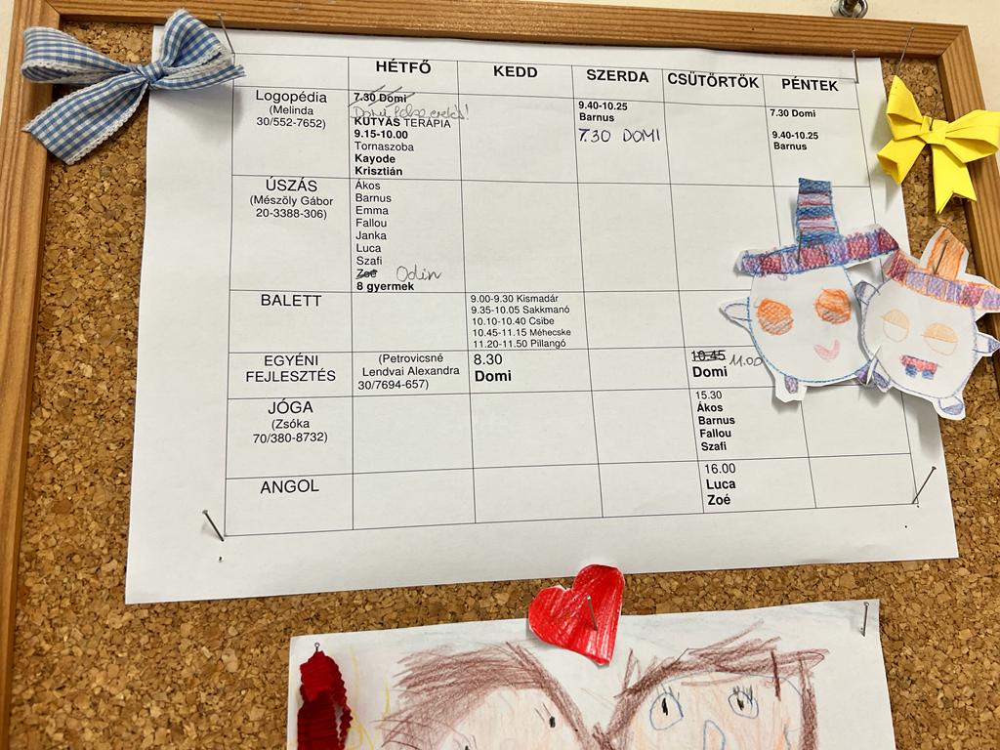 HÉTFŐ KEDD SZERDA CSÜTÖRTÖK PÉNTEK
Logopédia
(Melinda
30/552-7652)
7.30 Domi
KUTYÁS TERÁPIA
9.15-10.00
Tornaszoba
Kayode
Krisztián
9.40-10.25
Barnus
7.30 DOMI
7.30 Domi
9.40-10.25
Barnus
ÚSZÁS
(Mészöly Gábor
20-3388-306)
Ákos
Barnus
Emma
Fallou
Janka
Luca
Szafi
Zoé Odin
8 gyermek
BALETT
9.00-9.30 Kismadár
9.35-10.05 Sakkmanó
10.10-10.40 Csibe
10.45-11.15 Méhecske
11.20-11.50 Pillangó
EGYÉNI
FEJLESZTÉS
(Petrovicsné
Lendvai Alexandra
30/7694-657)
8.30
Domi
10.45 11.00
Domi
JÓGA
(Zsóka
70/380-8732)
15.30
Ákos
Barnus
Fallou
Szafi
ANGOL
16.00
Luca
Zoé